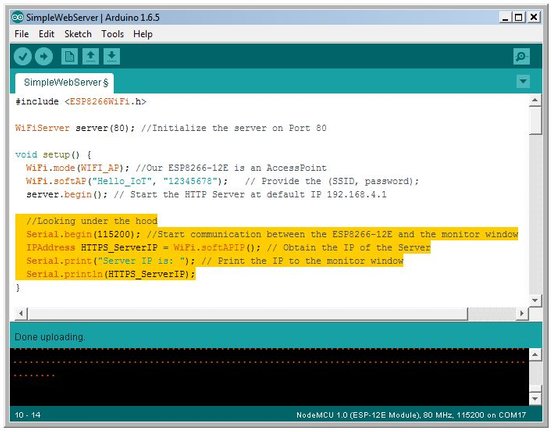 SimpleWebServer | Arduino 1.6.5
File Edit Sketch Tools Help
SimpleWebServer §
#include <ESP8266WiFi.h>
WiFiServer server(80); //Initialize the server on Port 80
void setup() {
WiFi.mode(WIFI_AP); //Our ESP8266-12E is an AccessPoint
WiFi.softAP("Hello_IoT", "12345678"); // Provide the (SSID, password);
server.begin(); // Start the HTTP Server at default IP 192.168.4.1
//Looking under the hood
Serial.begin(115200); //Start communication between the ESP8266-12E and the monitor window
IPAddress HTTPS_ServerIP = WiFi.softAPIP(); // Obtain the IP of the Server
Serial.print("Server IP is: "); // Print the IP to the monitor window
Serial.println(HTTPS_ServerIP);
}
Done uploading.
10 - 14 NodeMCU 1.0 (ESP-12E Module), 80 MHz, 115200 on COM17